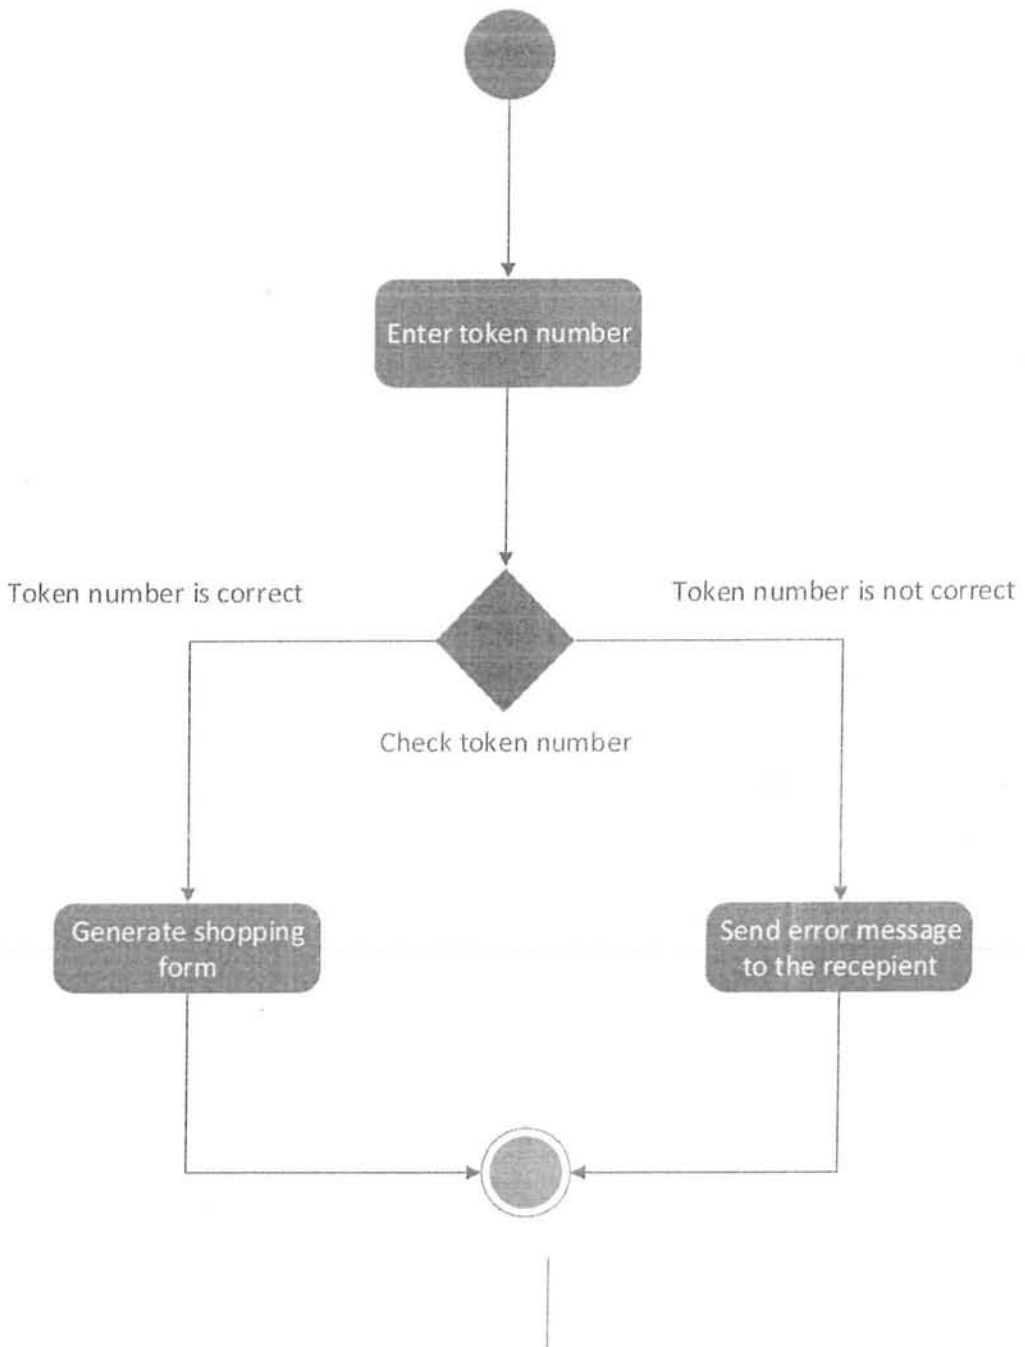 Enter token number
Token number is correct
Token number is not correct
Check token number
Generate shopping
form
Send error message
to the recepient